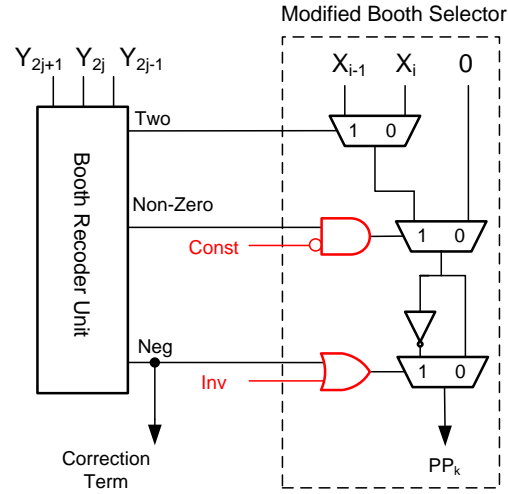 Modified Booth Selector
Y2j+1 Y2j Y2j-1
Xi-1 Xi 0
Two
1 0
Booth Recoder Unit
Non-Zero
Const
1 0
Neg
Inv
1 0
Correction
Term
PPk